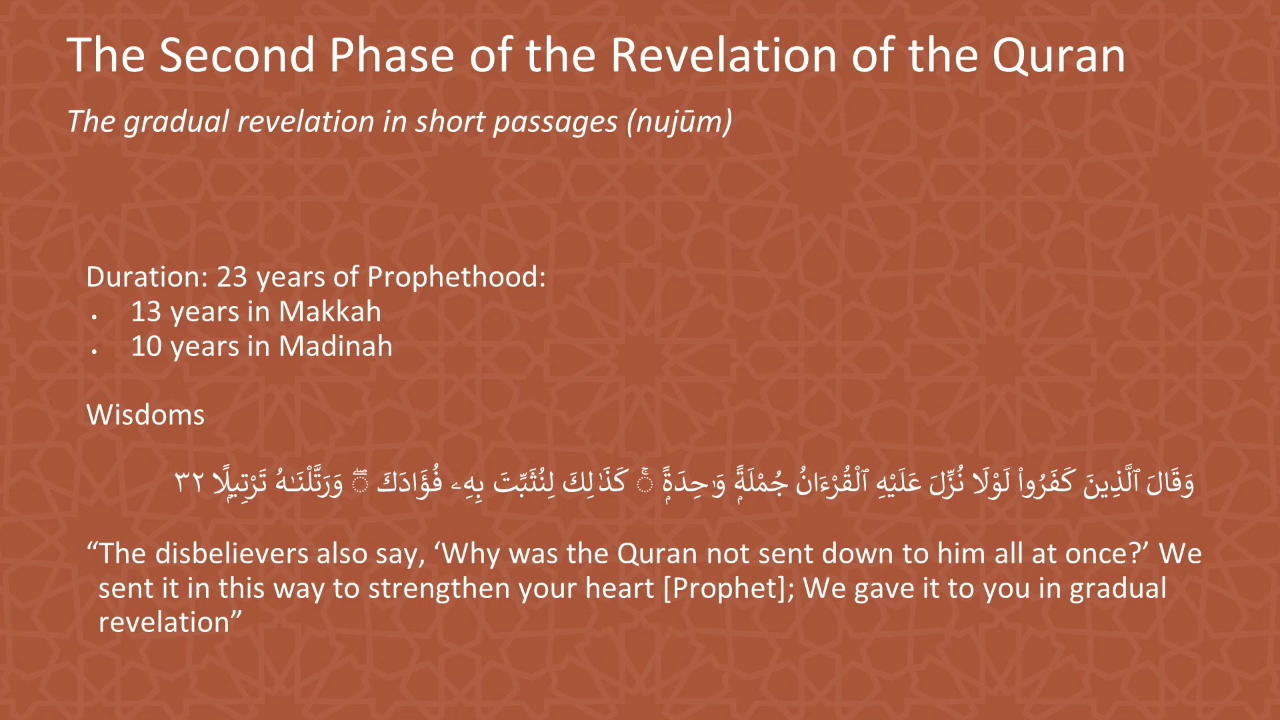 The Second Phase of the Revelation of the Quran
The gradual revelation in short passages (nujūm)
Duration: 23 years of Prophethood:
• 13 years in Makkah
• 10 years in Madinah
Wisdoms
وَقَالَ ٱلَّذِينَ كَفَرُوا۟ لَوْلَا نُزِّلَ عَلَيْهِ ٱلْقُرْءَانُ جُمْلَةًۭ وَٰحِدَةًۭ ۚ كَذَٰلِكَ لِنُثَبِّتَ بِهِۦ فُؤَادَكَ ۖ وَرَتَّلْنَـٰهُ تَرْتِيلًۭا ٣٢
“The disbelievers also say, ‘Why was the Quran not sent down to him all at once?’ We
sent it in this way to strengthen your heart [Prophet]; We gave it to you in gradual
revelation”